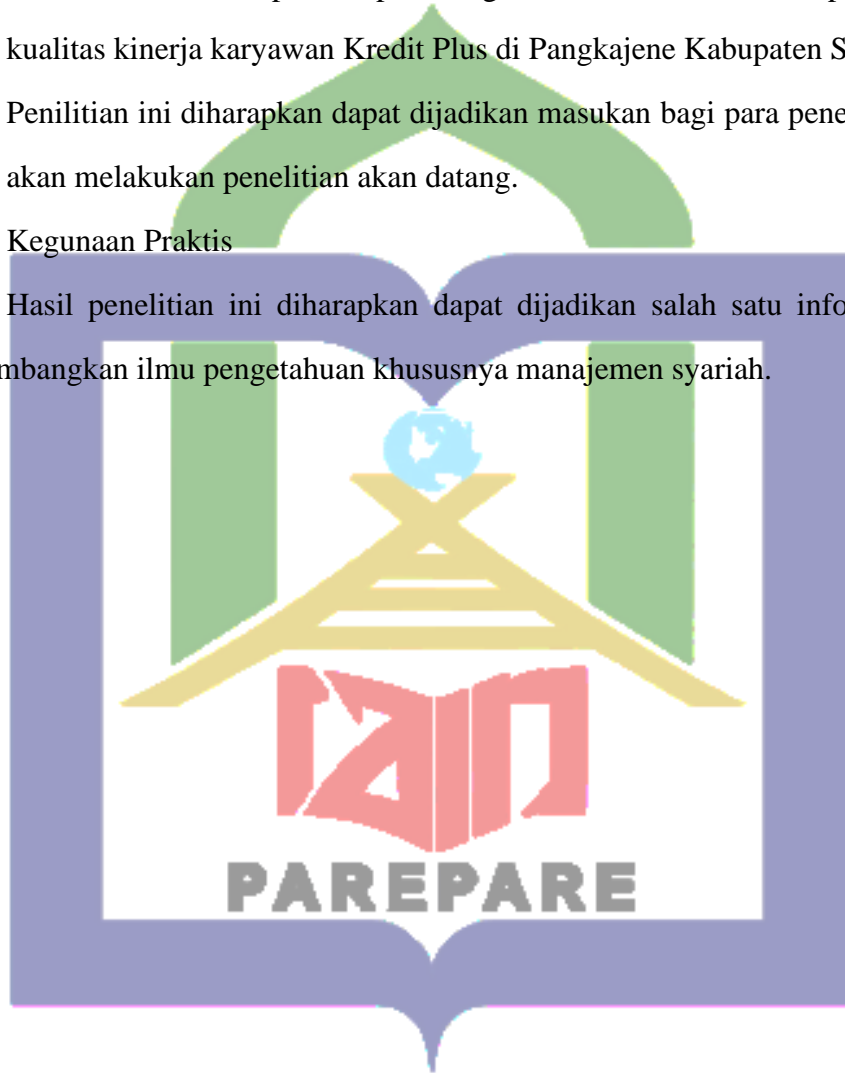 kualitas kinerja karyawan Kredit Plus di Pangkajene Kabupaten S
Penilitian ini diharapkan dapat dijadikan masukan bagi para pene
akan melakukan penelitian akan datang.
Kegunaan Praktis
Hasil penelitian ini diharapkan dapat dijadikan salah satu info
mbangkan ilmu pengetahuan khususnya manajemen syariah.
iain
PAREPARE